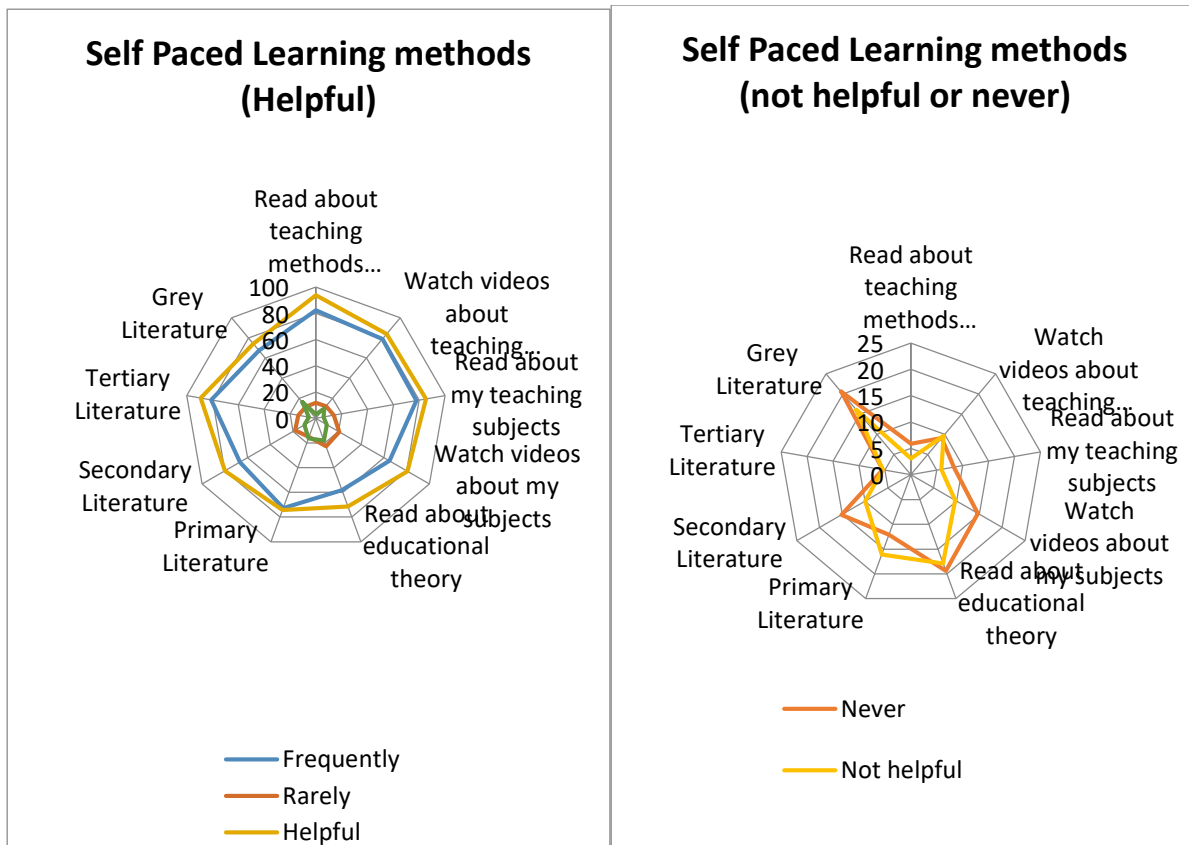 Self Paced Learning methods
(Helpful)
Read about
teaching
methods...
Watch videos
about
teaching...
Read about
my teaching
subjects
Watch videos
about my
subjects
Read about
educational
theory
Primary
Literature
Secondary
Literature
Tertiary
Literature
Grey
Literature
100
80
60
40
20
0
Frequently
Rarely
Helpful
Self Paced Learning methods
(not helpful or never)
Read about
teaching
methods...
Watch
videos about
teaching...
Read about
my teaching
subjects
Watch
videos about
my subjects
Read about
educational
theory
Primary
Literature
Secondary
Literature
Tertiary
Literature
Grey
Literature
25
20
15
10
5
0
Never
Not helpful